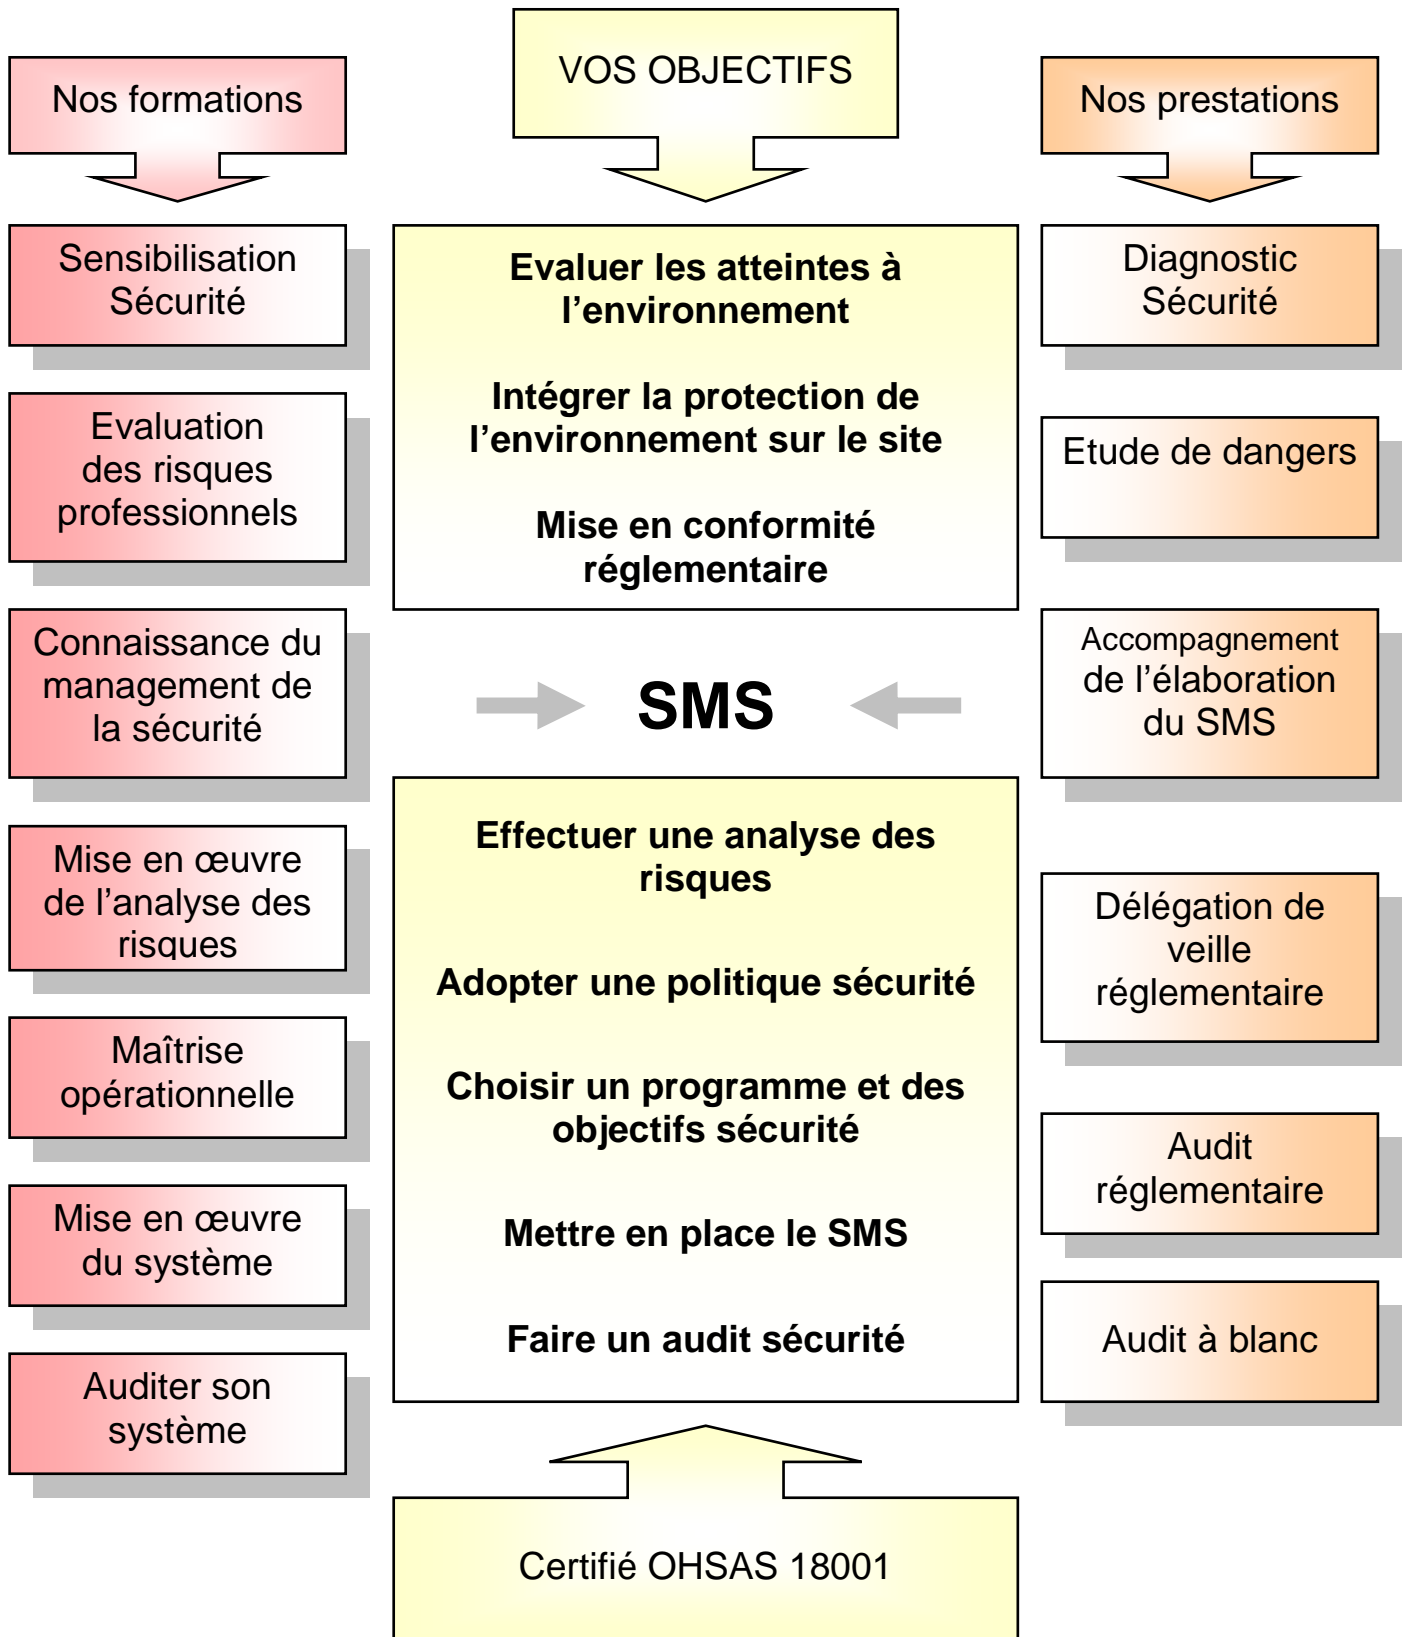 Nos formations
VOS OBJECTIFS
Nos prestations
Sensibilisation
Sécurité
Evaluation
des risques
professionnels
Connaissance du
management de
la sécurité
Mise en œuvre
de l'analyse des
risques
Maîtrise
opérationnelle
Mise en œuvre
du système
Auditer son
système
Evaluer les atteintes à
l'environnement
Intégrer la protection de
l'environnement sur le site
Mise en conformité
réglementaire
SMS
Effectuer une analyse des
risques
Adopter une politique sécurité
Choisir un programme et des
objectifs sécurité
Mettre en place le SMS
Faire un audit sécurité
Diagnostic
Sécurité
Etude de dangers
Accompagnement
de l'élaboration
du SMS
Délégation de
veille
réglementaire
Audit
réglementaire
Audit à blanc
Certifié OHSAS 18001